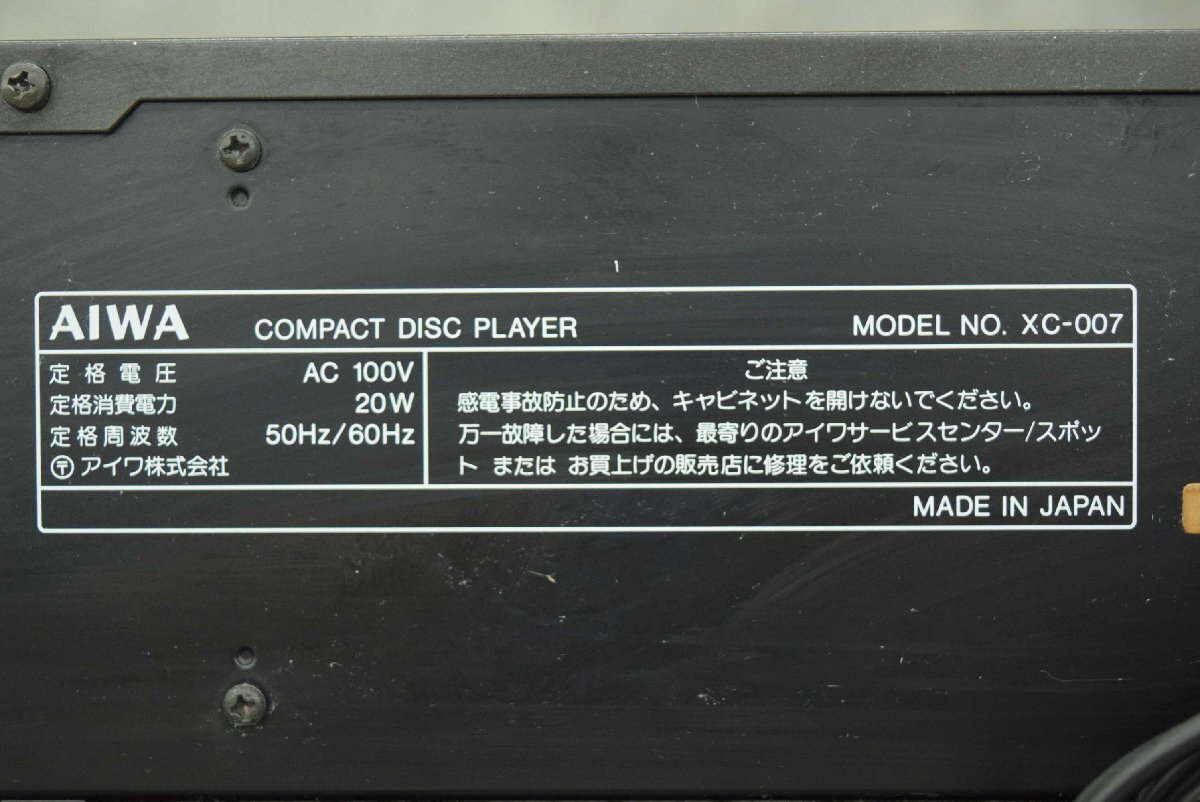 AIWA COMPACT DISC PLAYER MODEL NO. XC-007
定格電圧 AC 100V
定格消費電力 20W
定格周波数 50Hz/60Hz
〶 アイワ株式会社
ご注意
感電事故防止のため、キャビネットを開けないでください。
万一故障した場合には、最寄りのアイワサービスセンター/スポッ
ト または お買上げの販売店に修理をご依頼ください。
MADE IN JAPAN